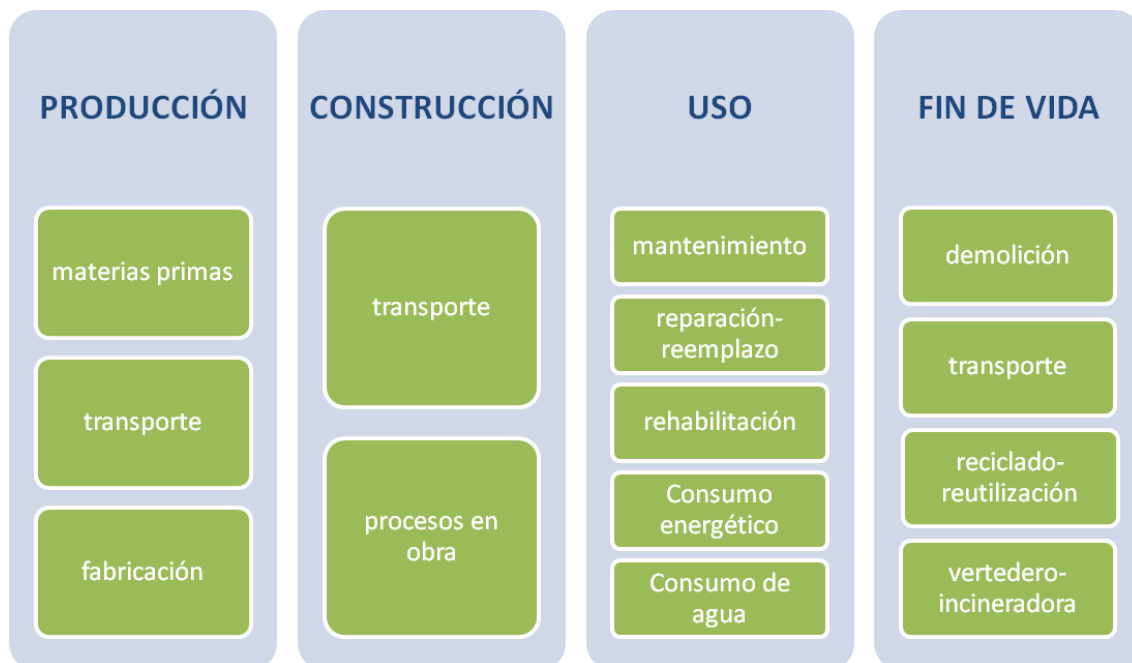 PRODUCCIÓN
materias primas
transporte
fabricación
CONSTRUCCIÓN
transporte
procesos en
obra
USO
mantenimiento
reparación-
reemplazo
rehabilitación
Consumo
energético
Consumo de
agua
FIN DE VIDA
demolición
transporte
reciclado-
reutilización
vertedero-
incineradora